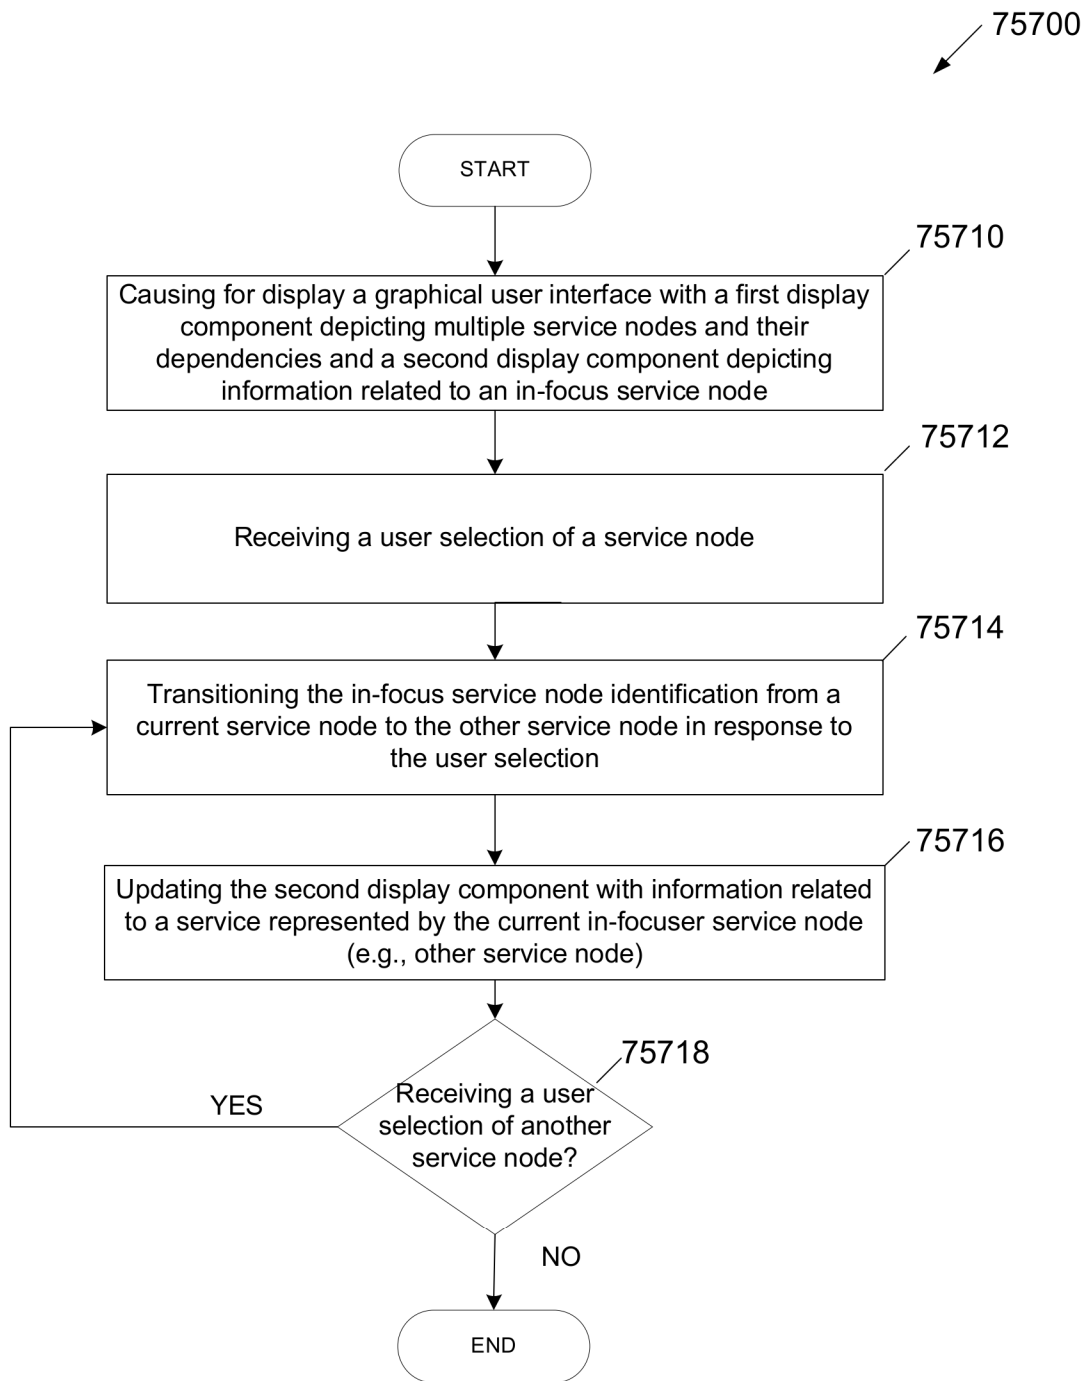 75700
START
75710
Causing for display a graphical user interface with a first display
component depicting multiple service nodes and their
dependencies and a second display component depicting
information related to an in-focus service node
75712
Receiving a user selection of a service node
75714
Transitioning the in-focus service node identification from a
current service node to the other service node in response to
the user selection
75716
Updating the second display component with information related
to a service represented by the current in-focuser service node
(e.g., other service node)
75718
Receiving a user
selection of another
service node?
YES
NO
END